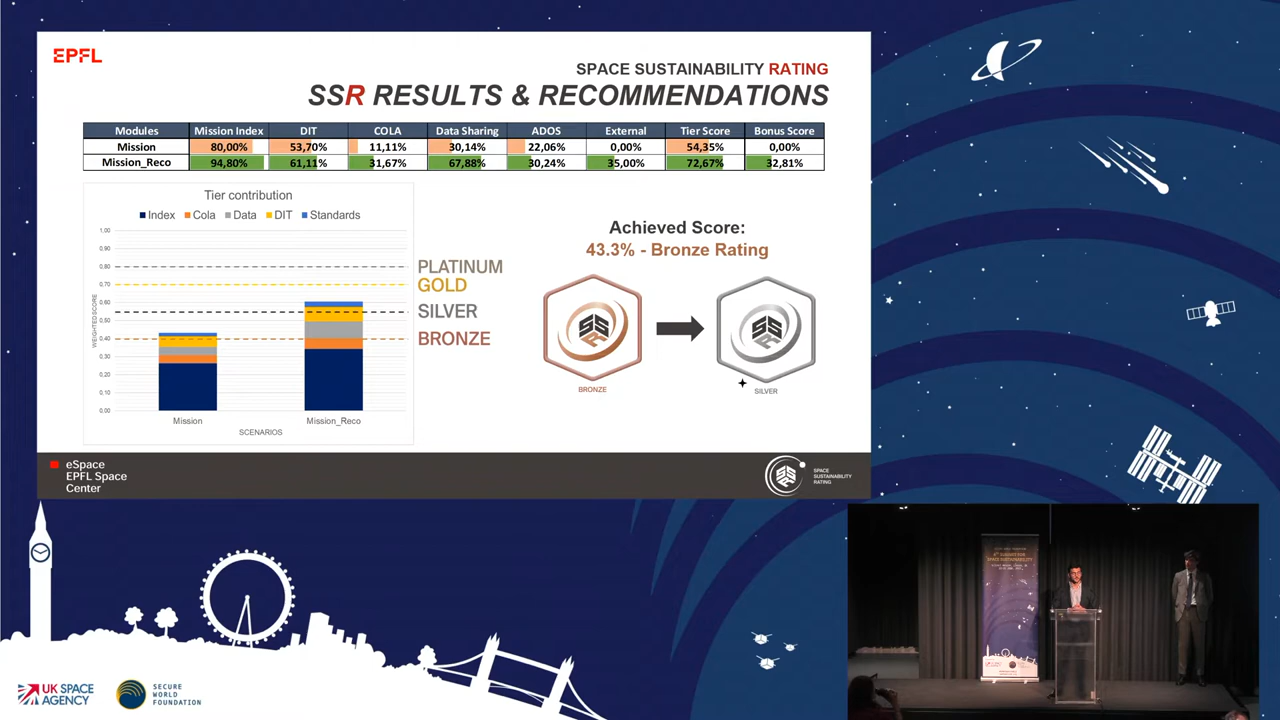 EPFL
SPACE SUSTAINABILITY RATING
SSR RESULTS & RECOMMENDATIONS
Modules Mission Index DIT COLA Data Sharing ADOS External Tier Score Bonus Score
Mission 80,00% 53,70% 11,11% 30,14% 22,06% 0,00% 54,35% 0,00%
Mission_Reco 94,80% 61,11% 31,67% 67,88% 30,24% 35,00% 72,67% 32,81%
Tier contribution
Index Cola Data DIT Standards
1,00
0,90
0,80
0,70
0,60
0,50
0,40
0,30
0,20
0,10
0,00
WEIGHTED SCORE
Mission Mission_Reco
SCENARIOS
PLATINUM
GOLD
SILVER
BRONZE
Achieved Score:
43.3% - Bronze Rating
SSR
SSR
BRONZE
SILVER
eSpace
EPFL Space
Center
SSR
SPACE
SUSTAINABILITY
RATING
UK SPACE
AGENCY
SECURE
WORLD
FOUNDATION
SPACE SUSTAINABILITY